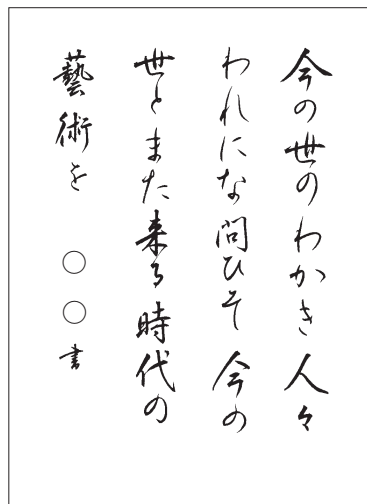 今の世のわかき人々
われにな問ひそ今の
世とまた来る時代の
藝術を　○○書